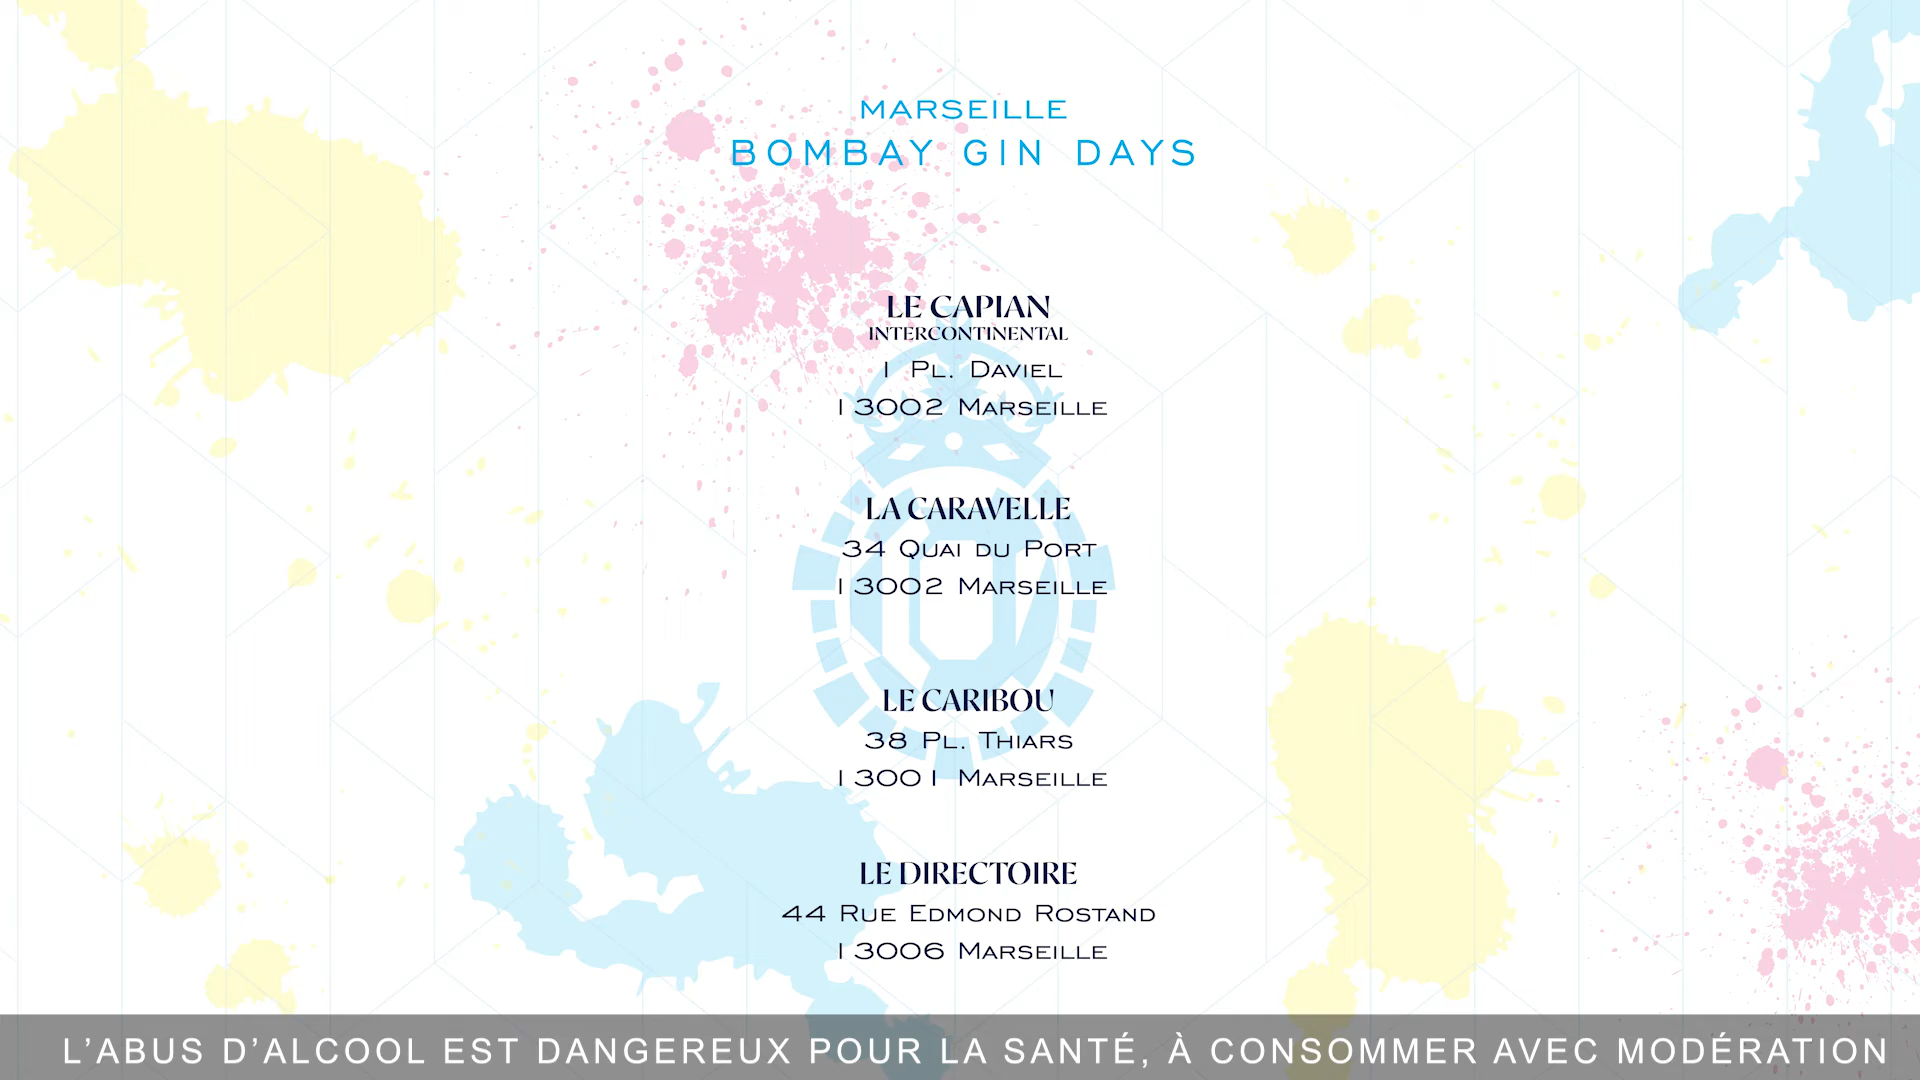 MARSEILLE
BOMBAY GIN DAYS
LE CAPIAN
INTERCONTINENTAL
1 PL. DAVIEL
13002 MARSEILLE
LA CARAVELLE
34 QUAI DU PORT
13002 MARSEILLE
LE CARIBOU
38 PL. THIARS
13001 MARSEILLE
LE DIRECTOIRE
44 RUE EDMOND ROSTAND
13006 MARSEILLE
L’ABUS D’ALCOOL EST DANGEREUX POUR LA SANTÉ, À CONSOMMER AVEC MODÉRATION